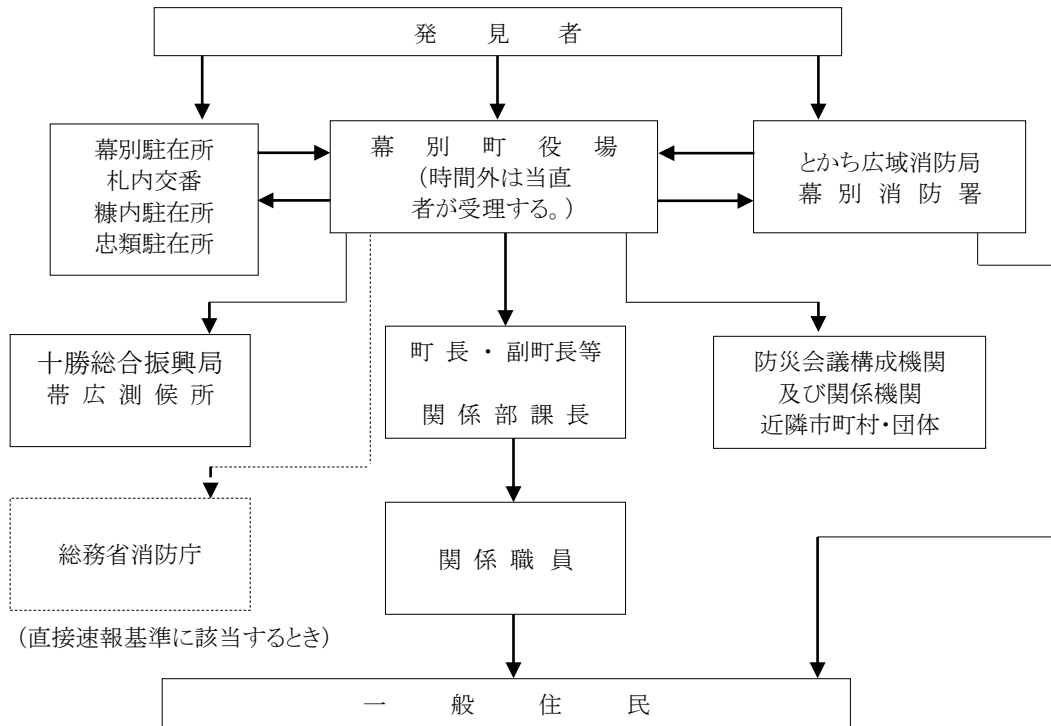 発見者
幕別駐在所
札内交番
糠内駐在所
忠類駐在所
幕別町役場
(時間外は当直
者が受理する。)
とかち広域消防局
幕別消防署
十勝総合振興局
帯広測候所
町長・副町長等
関係部課長
防災会議構成機関
及び関係機関
近隣市町村・団体
総務省消防庁
関係職員
(直接速報基準に該当するとき)
一般住民